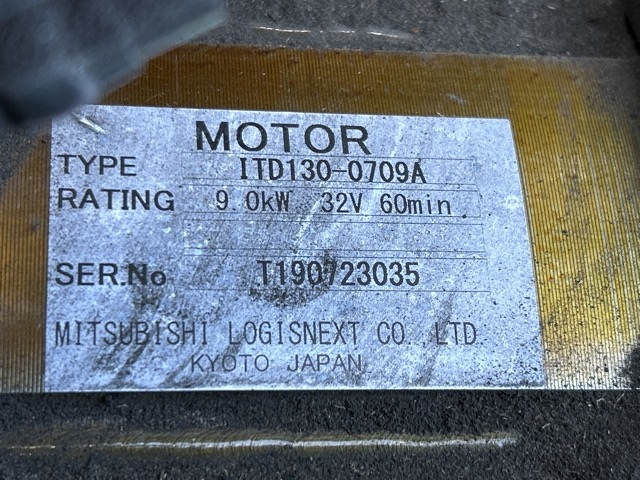 MOTOR
TYPE ITD130-0709A
RATING 9.0kW 32V 60min
SER.No T190723035
MITSUBISHI LOGISNEXT CO., LTD.
KYOTO JAPAN